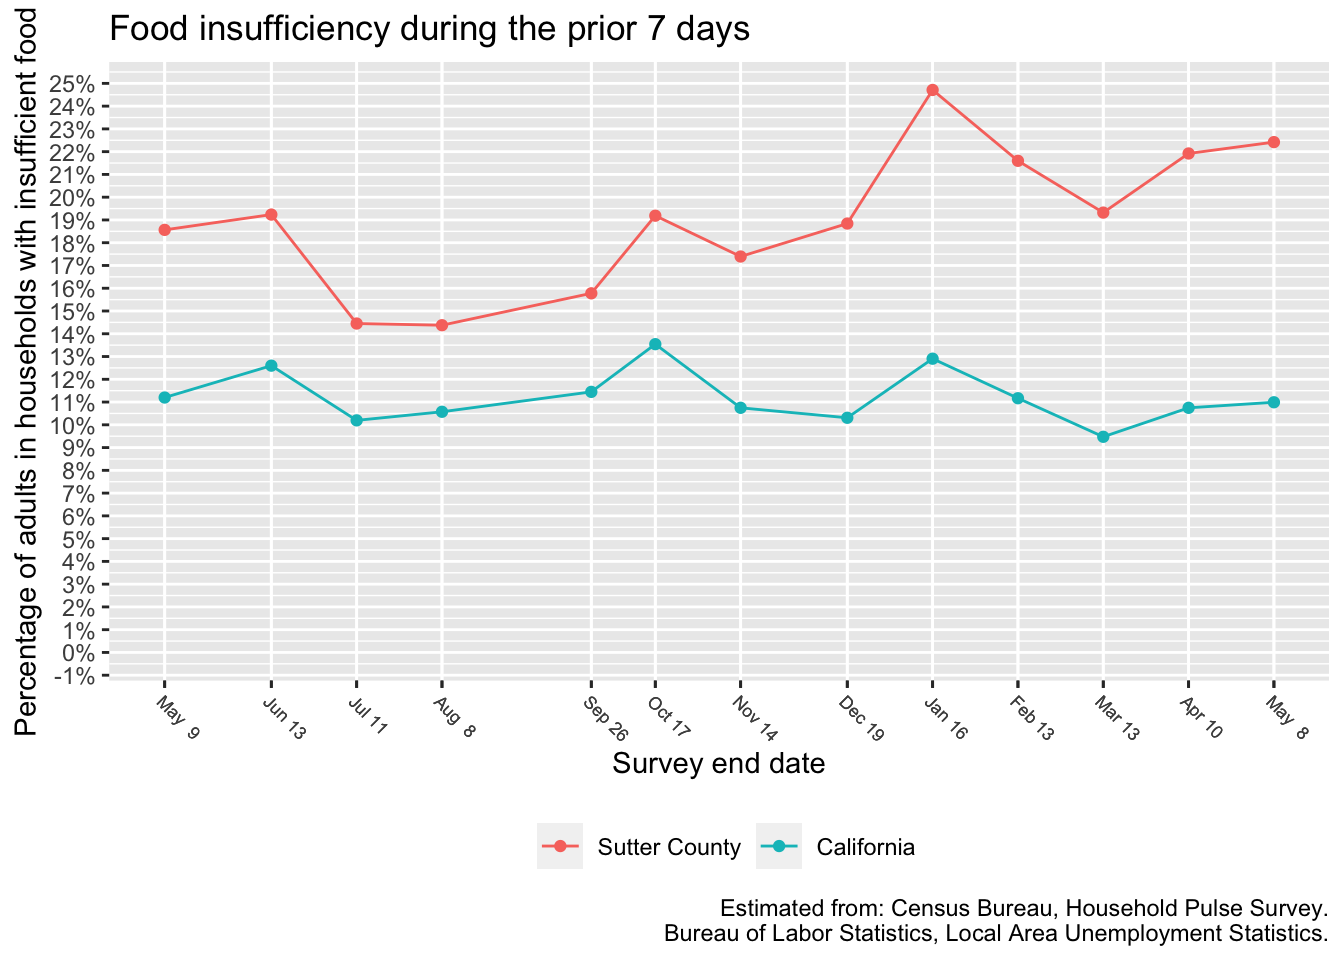 Food insufficiency during the prior 7 days
Percentage of adults in households with insufficient food
25%
24%
23%
22%
21%
20%
19%
18%
17%
16%
15%
14%
13%
12%
11%
10%
9%
8%
7%
6%
5%
4%
3%
2%
1%
0%
-1%
May 9
Jun 13
Jul 11
Aug 8
Sep 26
Oct 17
Nov 14
Dec 19
Jan 16
Feb 13
Mar 13
Apr 10
May 8
Survey end date
Sutter County
California
Estimated from: Census Bureau, Household Pulse Survey.
Bureau of Labor Statistics, Local Area Unemployment Statistics.